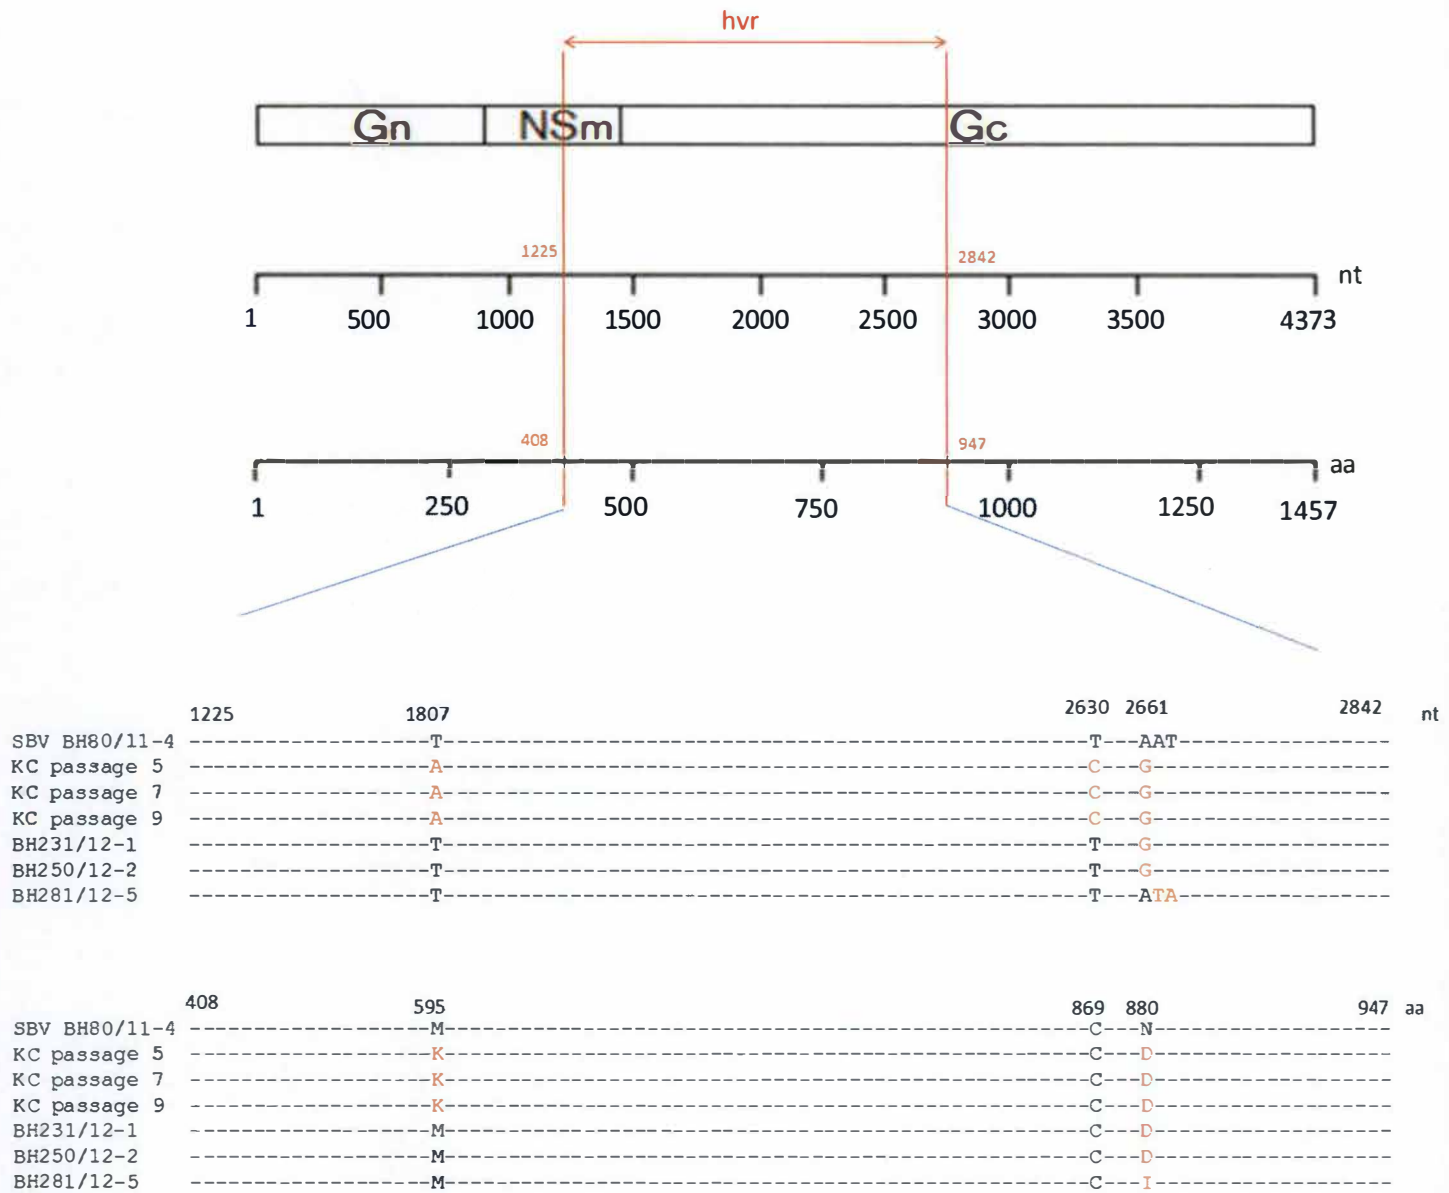 hvr
Gn NSm Gc
1225 2842
nt
1 500 1000 1500 2000 2500 3000 3500 4373
408 947
aa
1 250 500 750 1000 1250 1457
1225 1807 2630 2661 2842 nt
SBV BH80/11-4 T T AAT
KC passage 5 A C G
KC passage 7 A C G
KC passage 9 A C G
BH231/12-1 T T G
BH250/12-2 T T G
BH281/12-5 T T ATA
408 595 869 880 947 aa
SBV BH80/11-4 M C N
KC passage 5 K C D
KC passage 7 K C D
KC passage 9 K C D
BH231/12-1 M C D
BH250/12-2 M C D
BH281/12-5 M C I